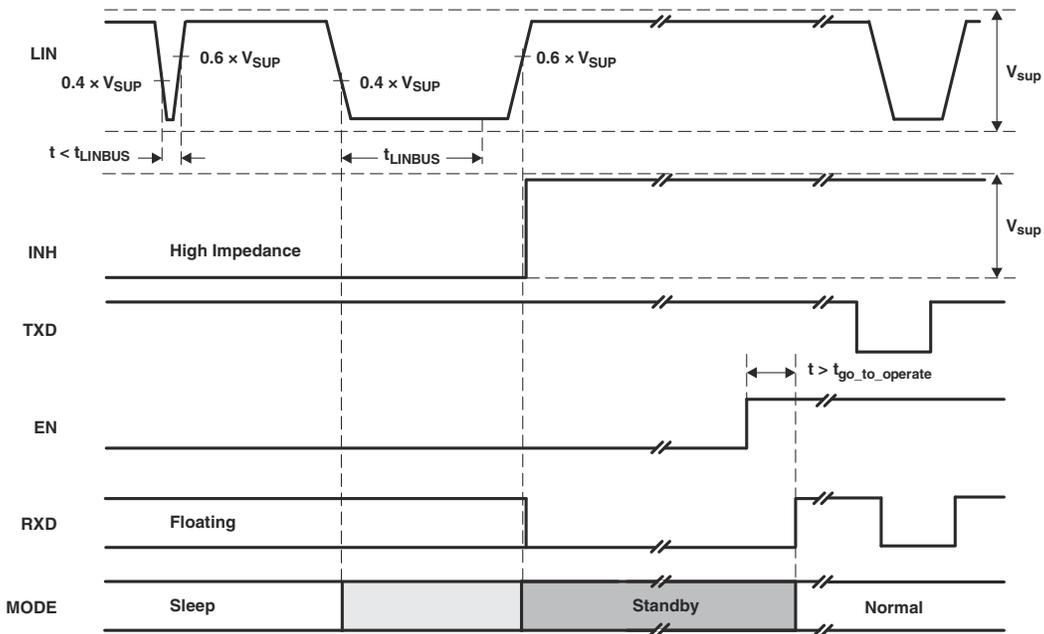 LIN
0.6 × VSUP
0.4 × VSUP
0.4 × VSUP
0.6 × VSUP
Vsup
t < tLINBUS
tLINBUS
INH
High Impedance
Vsup
TXD
t > tgo_to_operate
EN
RXD
Floating
MODE
Sleep
Standby
Normal